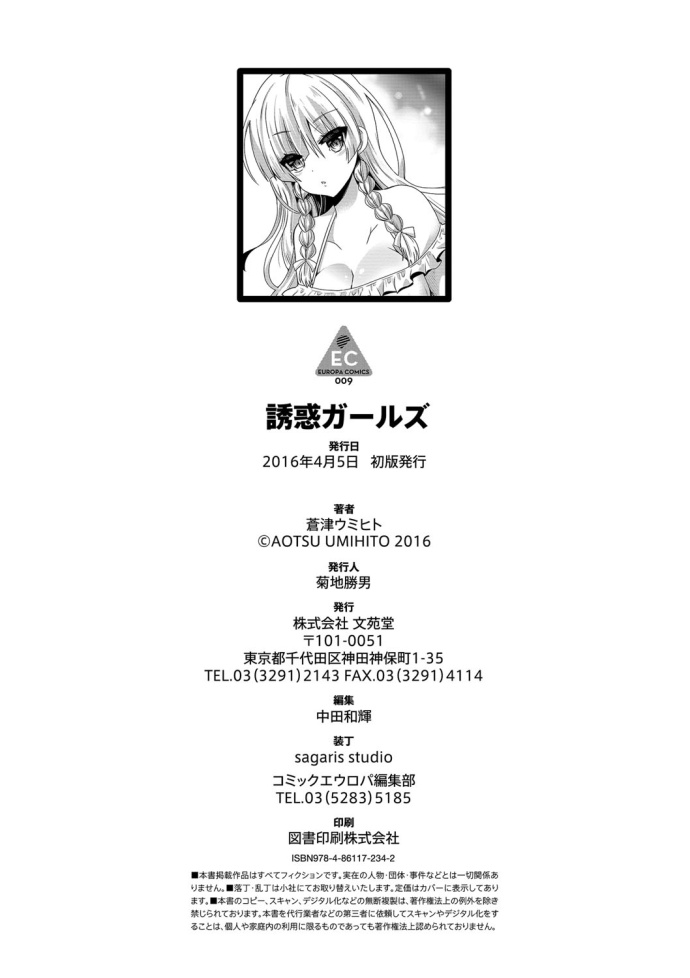 EC
EUROPA COMICS
009
誘惑ガールズ
発行日
2016年4月5日 初版発行
著者
蒼津ウミヒト
©AOTSU UMIHITO 2016
発行人
菊地勝男
発行
株式会社 文苑堂
〒101-0051
東京都千代田区神田神保町1-35
TEL.03(3291)2143 FAX.03(3291)4114
編集
中田和輝
装丁
sagaris studio
コミックエウロパ編集部
TEL.03(5283)5185
印刷
図書印刷株式会社
ISBN978-4-86117-234-2
■本書掲載作品はすべてフィクションです。実在の人物・団体・事件などとは一切関係あ
りません。■落丁・乱丁は小社にてお取り替えいたします。定価はカバーに表示してあり
ます。■本書のコピー、スキャン、デジタル化などの無断複製は、著作権法上の例外を除き
禁じられております。本書を代行業者などの第三者に依頼してスキャンやデジタル化をす
ることは、個人や家庭内の利用に限るものであっても著作権法上認められておりません。